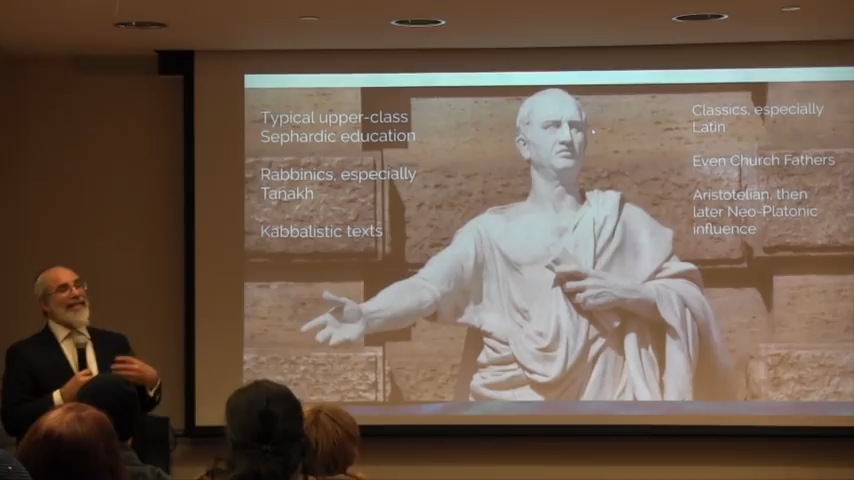 Typical upper-class
Sephardic education
Rabbinics, especially
Tanakh
Kabbalistic texts
Classics, especially
Latin
Even Church Fathers
Aristotelian, then
later Neo-Platonic
influence